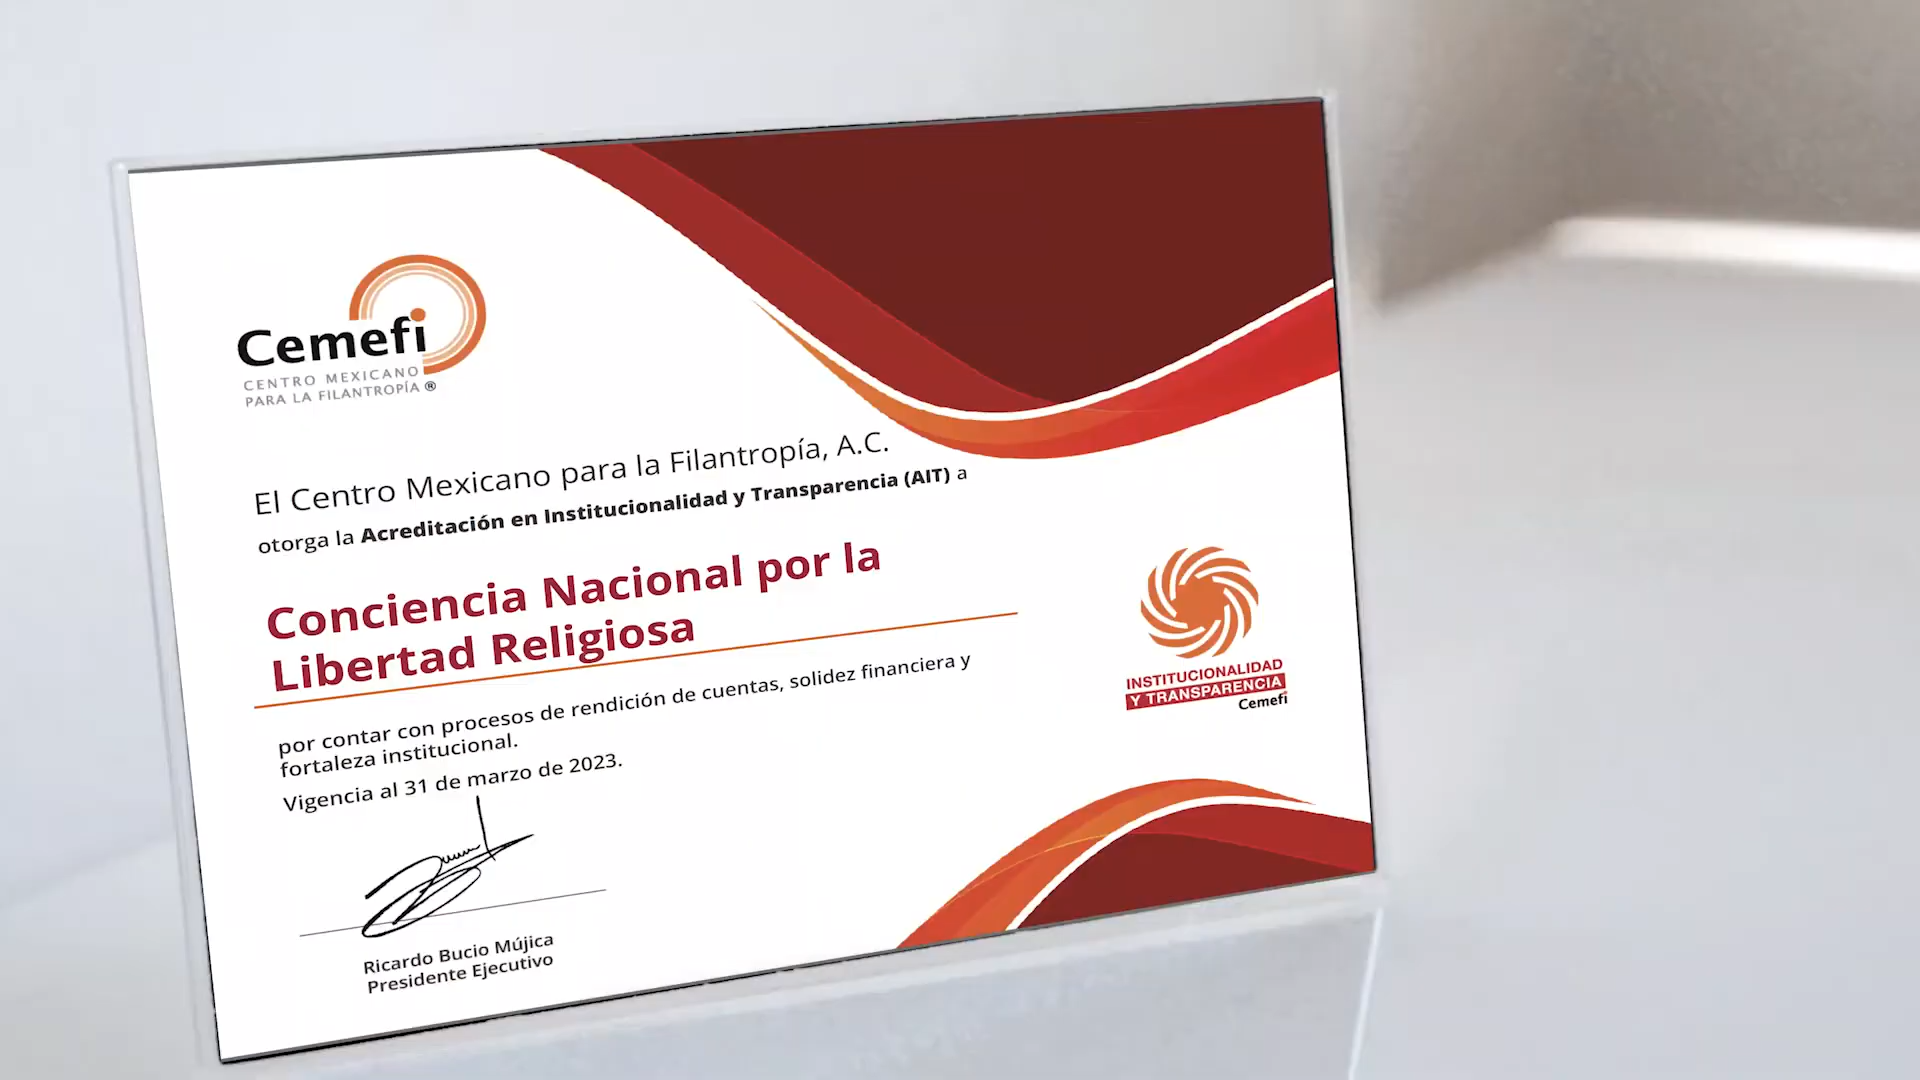 Cemefi
CENTRO MEXICANO
PARA LA FILANTROPÍA ®
El Centro Mexicano para la Filantropía, A.C.
otorga la Acreditación en Institucionalidad y Transparencia (AIT) a
Conciencia Nacional por la
Libertad Religiosa
por contar con procesos de rendición de cuentas, solidez financiera y
fortaleza institucional.
Vigencia al 31 de marzo de 2023.
Ricardo Bucio Mújica
Presidente Ejecutivo
INSTITUCIONALIDAD
Y TRANSPARENCIA
Cemefi